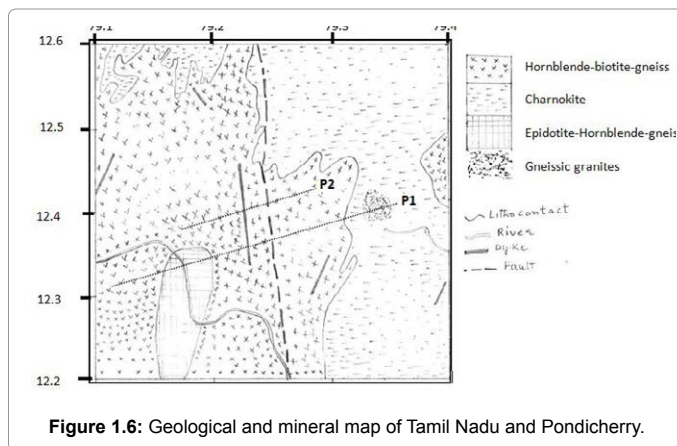 79.1 79.2 79.3 79.4
12.6
12.5
12.4
12.3
12.2
P2
P1
Hornblende-biotite-gneiss
Charnokite
Epidotite-Hornblende-gneis
Gneissic granites
Lithocontact
River
Dyke
Fault
Figure 1.6: Geological and mineral map of Tamil Nadu and Pondicherry.